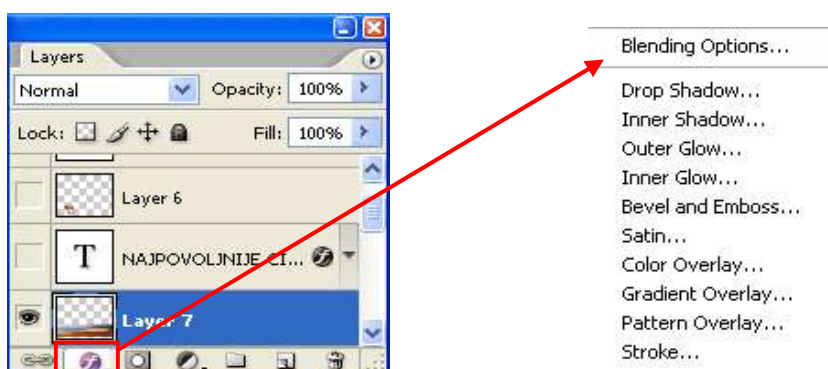 Layers
Normal Opacity: 100%
Lock: Fill: 100%
Layer 6
T NAJPOVOLJNIJE CI...
Layer 7
Blending Options...
Drop Shadow...
Inner Shadow...
Outer Glow...
Inner Glow...
Bevel and Emboss...
Satin...
Color Overlay...
Gradient Overlay...
Pattern Overlay...
Stroke...